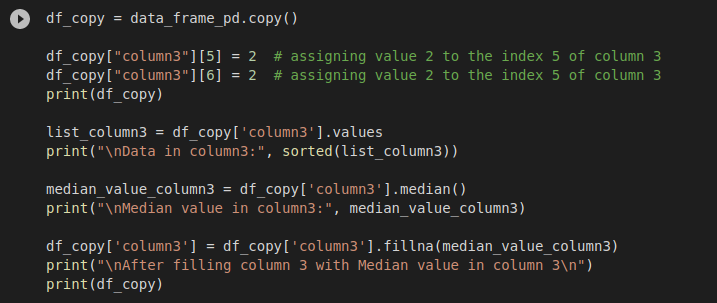 df_copy = data_frame_pd.copy()
df_copy["column3"][5] = 2  # assigning value 2 to the index 5 of column 3
df_copy["column3"][6] = 2  # assigning value 2 to the index 5 of column 3
print(df_copy)
list_column3 = df_copy['column3'].values
print("\nData in column3:", sorted(list_column3))
median_value_column3 = df_copy['column3'].median()
print("\nMedian value in column3:", median_value_column3)
df_copy['column3'] = df_copy['column3'].fillna(median_value_column3)
print("\nAfter filling column 3 with Median value in column 3\n")
print(df_copy)